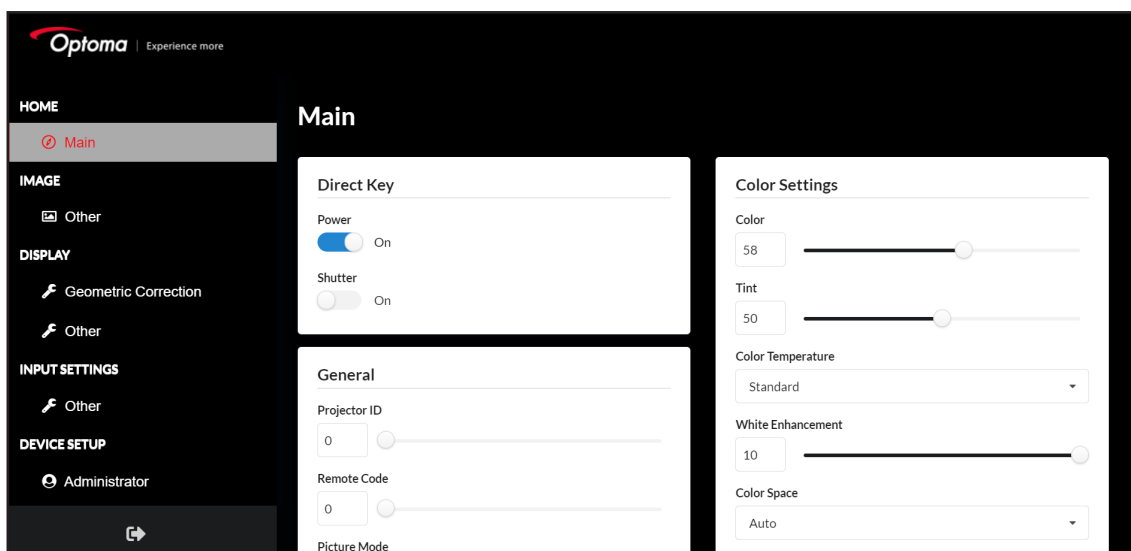 Optoma | Experience more
HOME
Main
IMAGE
Other
DISPLAY
Geometric Correction
Other
INPUT SETTINGS
Other
DEVICE SETUP
Administrator
Main
Direct Key
Power
On
Shutter
On
General
Projector ID
0
Remote Code
0
Picture Mode
Color Settings
Color
58
Tint
50
Color Temperature
Standard
White Enhancement
10
Color Space
Auto